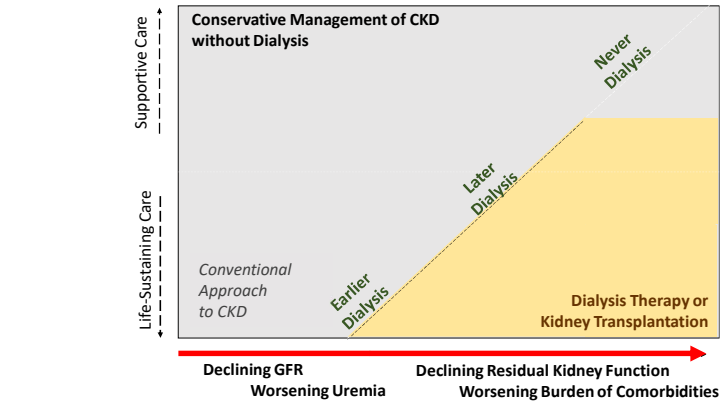 Conservative Management of CKD
without Dialysis
Supportive Care
Life-Sustaining Care
Never
Dialysis
Later
Dialysis
Earlier
Dialysis
Conventional
Approach
to CKD
Dialysis Therapy or
Kidney Transplantation
Declining GFR
Worsening Uremia
Declining Residual Kidney Function
Worsening Burden of Comorbidities